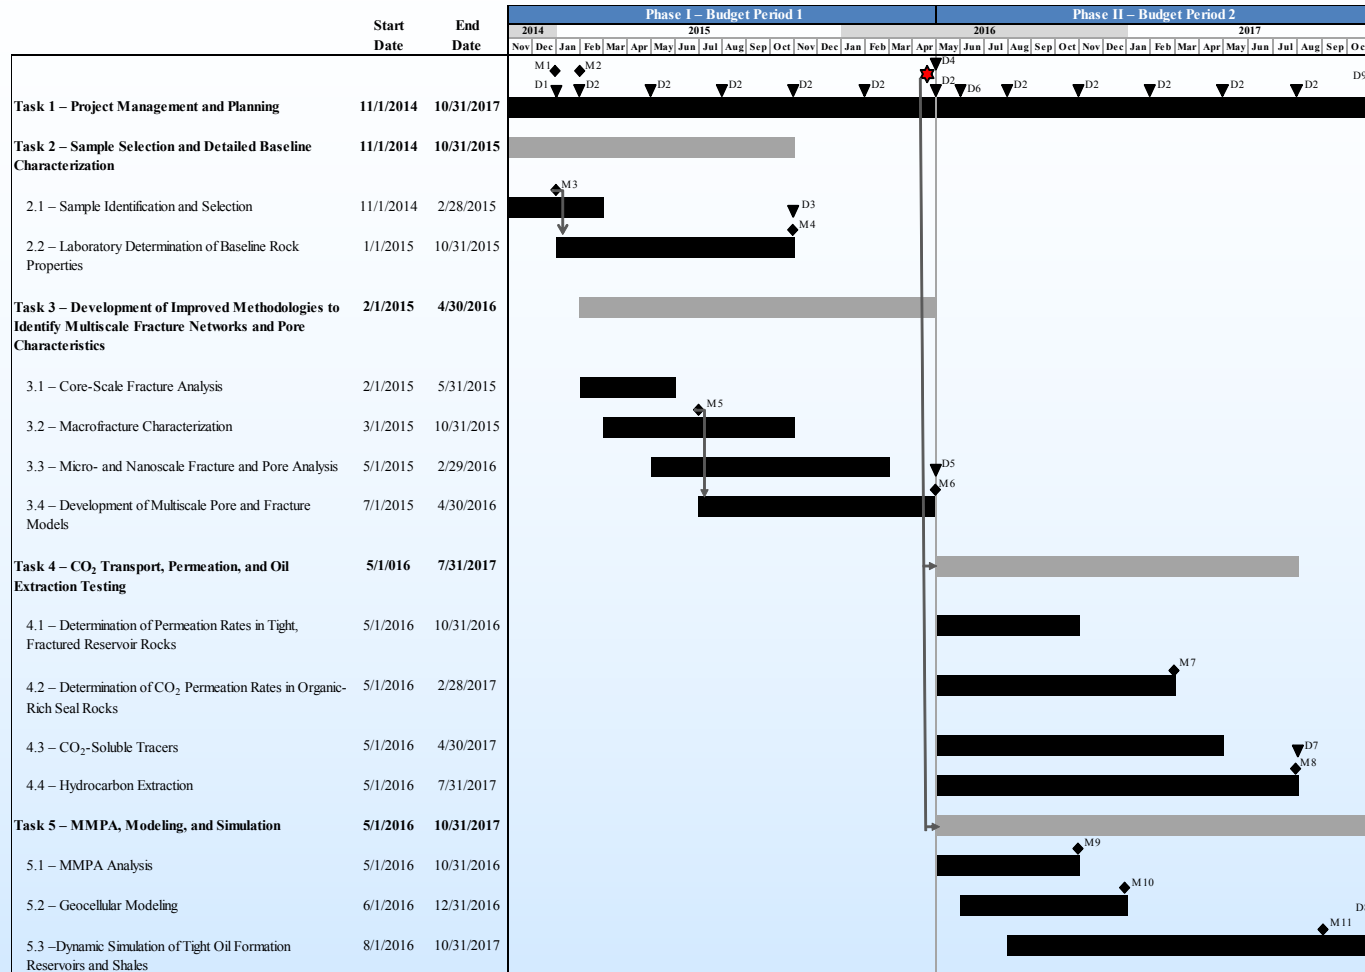 Start Date
End Date
Phase I – Budget Period 1
Phase II – Budget Period 2
2014
2015
2016
2017
Nov Dec Jan Feb Mar Apr May Jun Jul Aug Sep Oct Nov Dec Jan Feb Mar Apr May Jun Jul Aug Sep Oct Nov Dec Jan Feb Mar Apr May Jun Jul Aug Sep Oc
M1 M2 D4
D1 D2 D2 D2 D2 D2 D2 D6 D2 D2 D2 D2 D2 D9
Task 1 – Project Management and Planning 11/1/2014 10/31/2017
Task 2 – Sample Selection and Detailed Baseline 11/1/2014 10/31/2015
Characterization
M3
2.1 – Sample Identification and Selection 11/1/2014 2/28/2015 D3
M4
2.2 – Laboratory Determination of Baseline Rock 1/1/2015 10/31/2015
Properties
Task 3 – Development of Improved Methodologies to 2/1/2015 4/30/2016
Identify Multiscale Fracture Networks and Pore
Characteristics
3.1 – Core-Scale Fracture Analysis 2/1/2015 5/31/2015
M5
3.2 – Macrofracture Characterization 3/1/2015 10/31/2015
3.3 – Micro- and Nanoscale Fracture and Pore Analysis 5/1/2015 2/29/2016 D5
M6
3.4 – Development of Multiscale Pore and Fracture 7/1/2015 4/30/2016
Models
Task 4 – CO2 Transport, Permeation, and Oil 5/1/016 7/31/2017
Extraction Testing
4.1 – Determination of Permeation Rates in Tight, 5/1/2016 10/31/2016
Fractured Reservoir Rocks
M7
4.2 – Determination of CO2 Permeation Rates in Organic- 5/1/2016 2/28/2017
Rich Seal Rocks
4.3 – CO2-Soluble Tracers 5/1/2016 4/30/2017 D7
M8
4.4 – Hydrocarbon Extraction 5/1/2016 7/31/2017
Task 5 – MMPA, Modeling, and Simulation 5/1/2016 10/31/2017
M9
5.1 – MMPA Analysis 5/1/2016 10/31/2016
M10
5.2 – Geocellular Modeling 6/1/2016 12/31/2016
M11
5.3 –Dynamic Simulation of Tight Oil Formation 8/1/2016 10/31/2017
Reservoirs and Shales